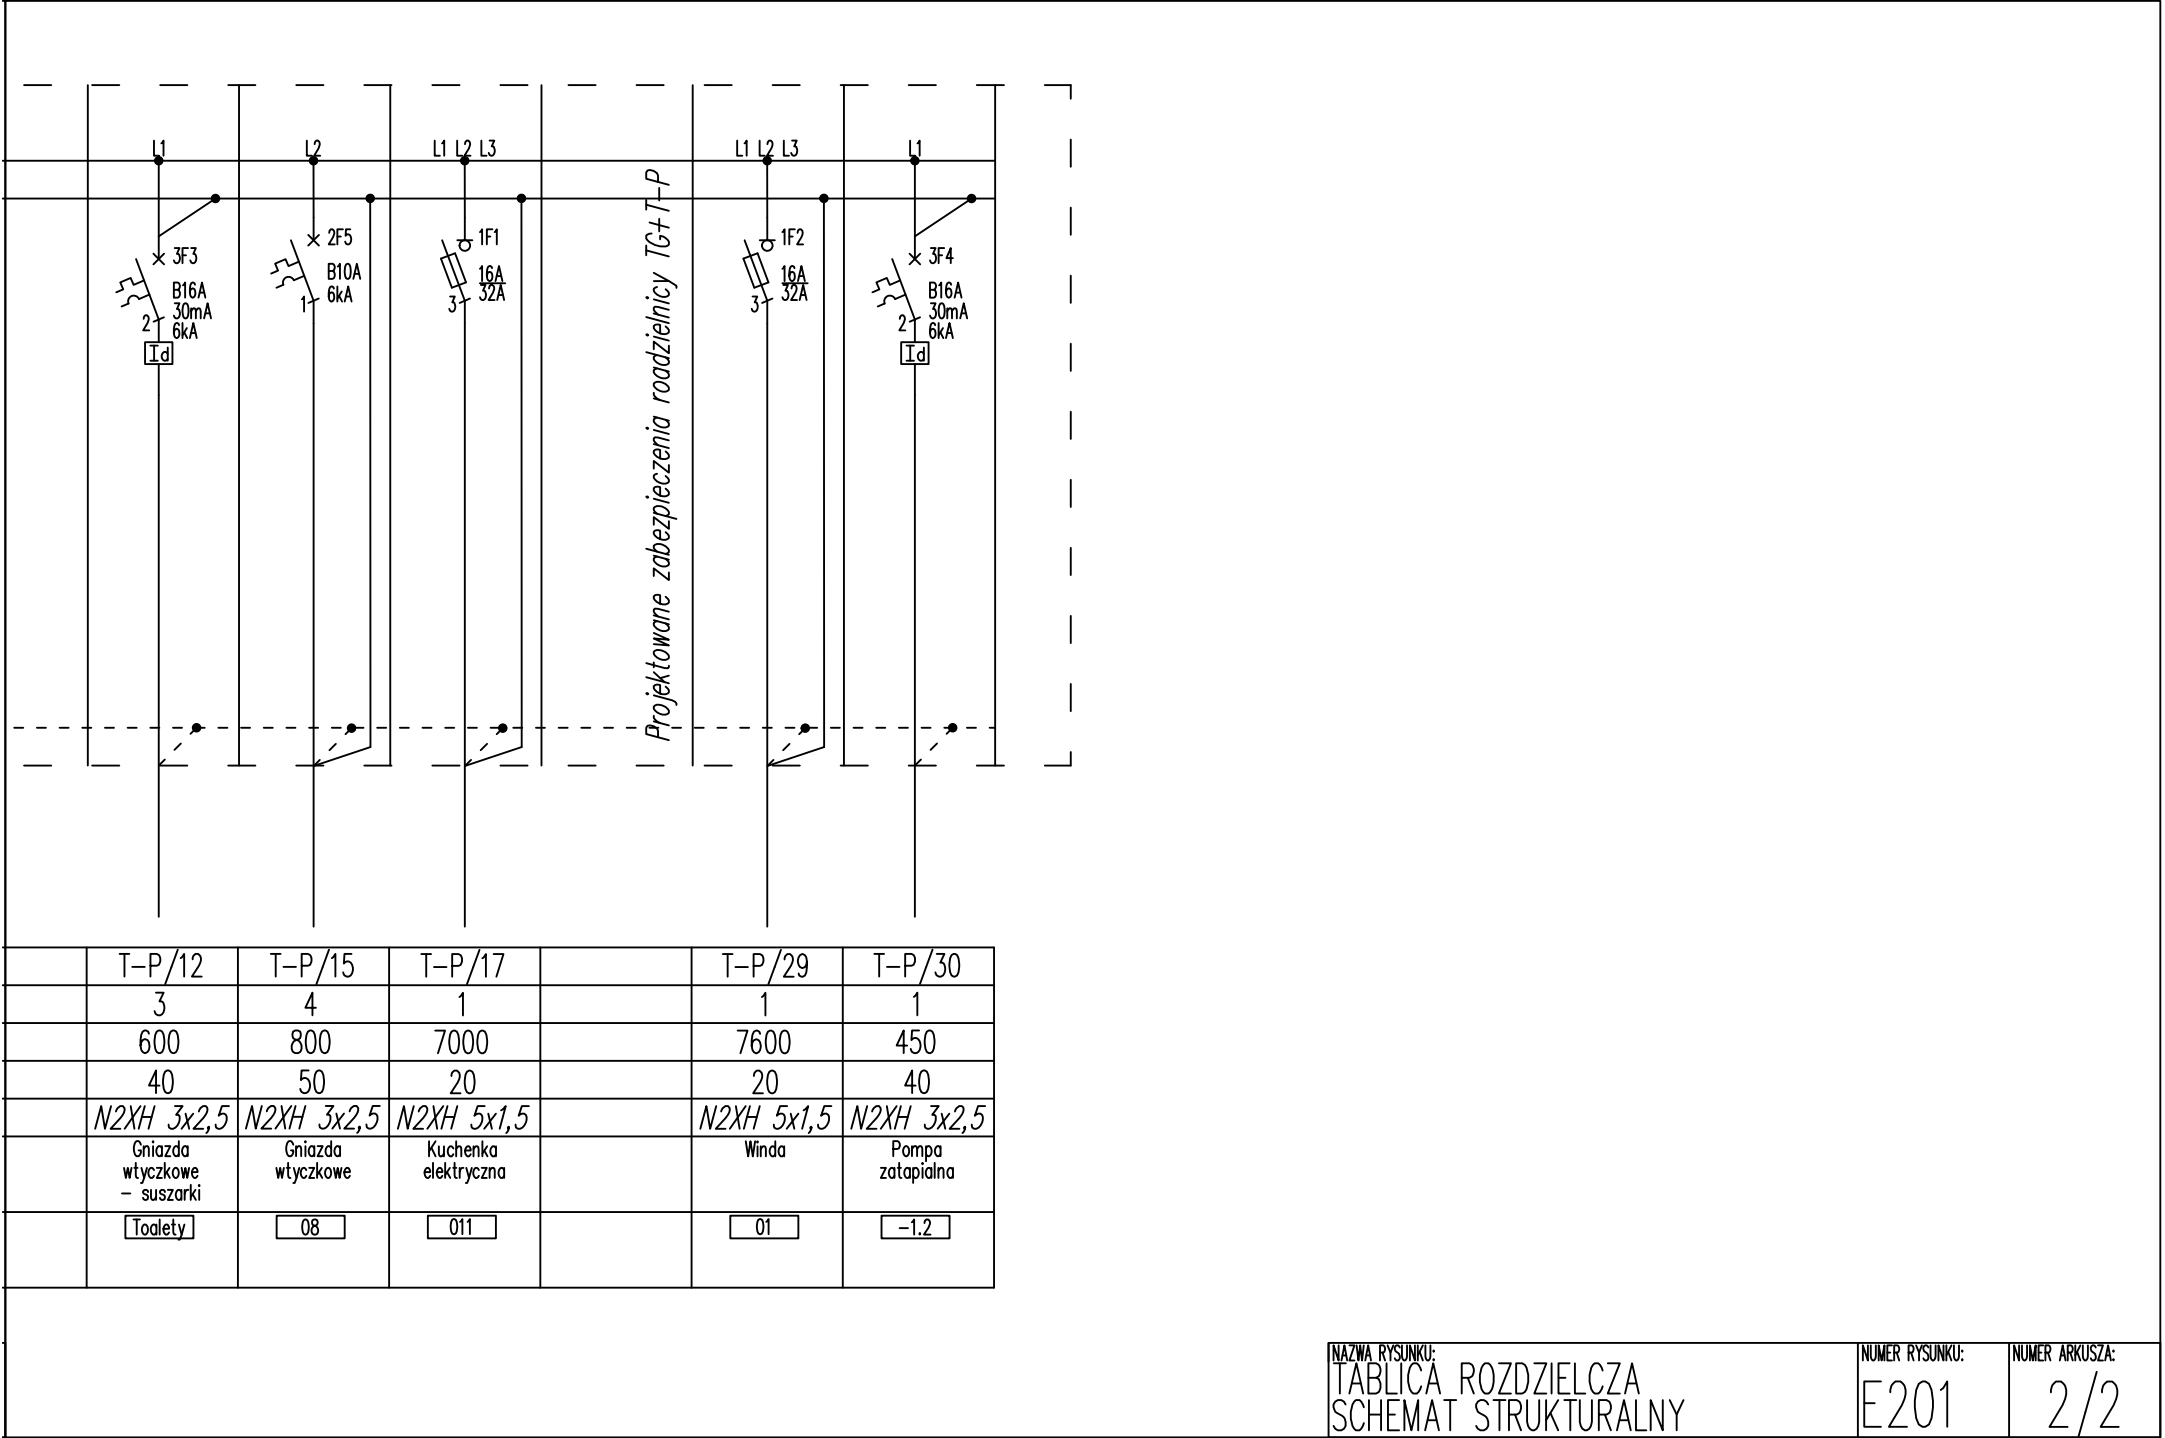 L1
L2
L1 L2 L3
L1 L2 L3
L1
3F3
B16A
30mA
6kA
2
Id
2F5
B10A
6kA
1
1F1
16A
32A
3
Projektowane zabezpieczenia roadzielnicy TG+T-P
1F2
16A
32A
3
3F4
B16A
30mA
6kA
2
Id
T-P/12 T-P/15 T-P/17 T-P/29 T-P/30
3 4 1 1 1
600 800 7000 7600 450
40 50 20 20 40
N2XH 3x2,5 N2XH 3x2,5 N2XH 5x1,5 N2XH 5x1,5 N2XH 3x2,5
Gniazda
wtyczkowe
- suszarki
Gniazda
wtyczkowe
Kuchenka
elektryczna
Winda
Pompa
zatapialna
Toalety 08 011 01 -1.2
NAZWA RYSUNKU:
TABLICA ROZDZIELCZA
SCHEMAT STRUKTURALNY
NUMER RYSUNKU:
E201
NUMER ARKUSZA:
2/2